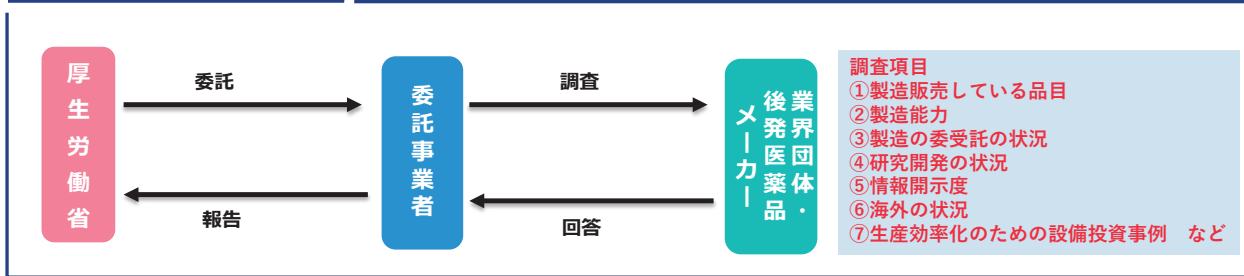 厚生労働省
委託
報告
委託事業者
調査
回答
業界団体・
後発医薬品
メーカー
調査項目
①製造販売している品目
②製造能力
③製造の委受託の状況
④研究開発の状況
⑤情報開示度
⑥海外の状況
⑦生産効率化のための設備投資事例　など